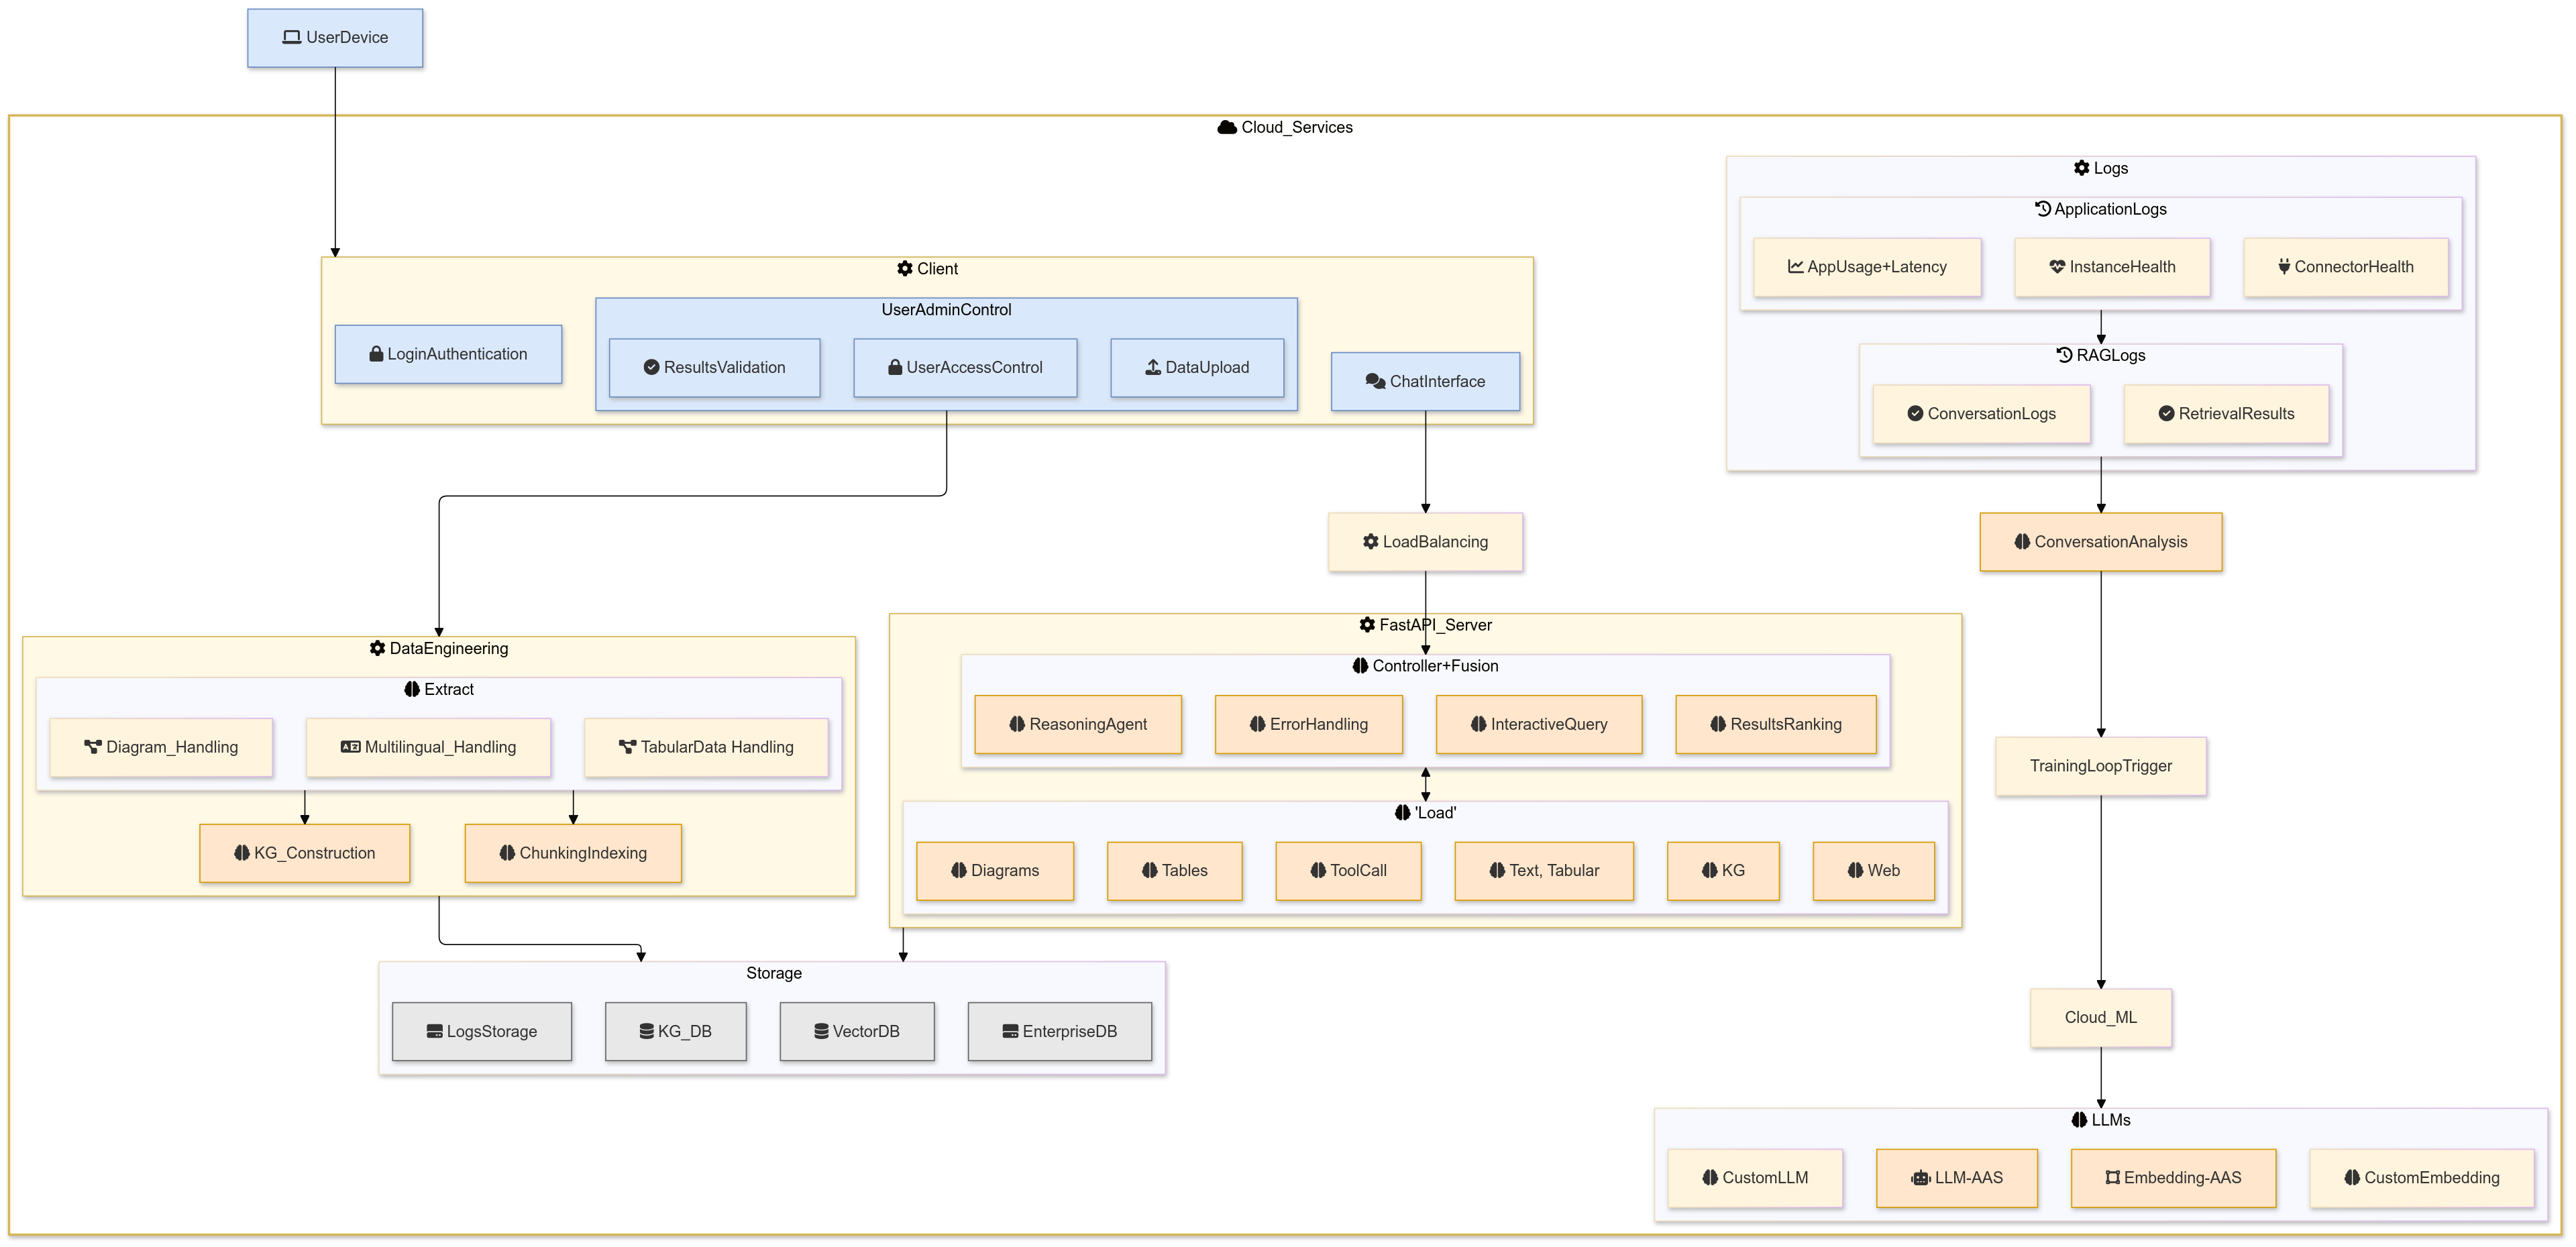 UserDevice
Cloud_Services
Logs
ApplicationLogs
AppUsage+Latency
InstanceHealth
ConnectorHealth
RAGLogs
ConversationLogs
RetrievalResults
Client
LoginAuthentication
UserAdminControl
ResultsValidation
UserAccessControl
DataUpload
ChatInterface
LoadBalancing
ConversationAnalysis
DataEngineering
Extract
Diagram_Handling
Multilingual_Handling
TabularData Handling
KG_Construction
ChunkingIndexing
FastAPI_Server
Controller+Fusion
ReasoningAgent
ErrorHandling
InteractiveQuery
ResultsRanking
'Load'
Diagrams
Tables
ToolCall
Text, Tabular
KG
Web
TrainingLoopTrigger
Storage
LogsStorage
KG_DB
VectorDB
EnterpriseDB
Cloud_ML
LLMs
CustomLLM
LLM-AAS
Embedding-AAS
CustomEmbedding